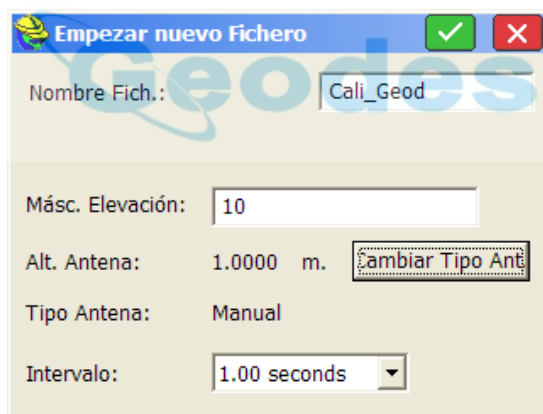 Empezar nuevo Fichero
Geodes
Nombre Fich.: Cali_Geod
Másc. Elevación: 10
Alt. Antena: 1.0000 m. Cambiar Tipo Ant
Tipo Antena: Manual
Intervalo: 1.00 seconds